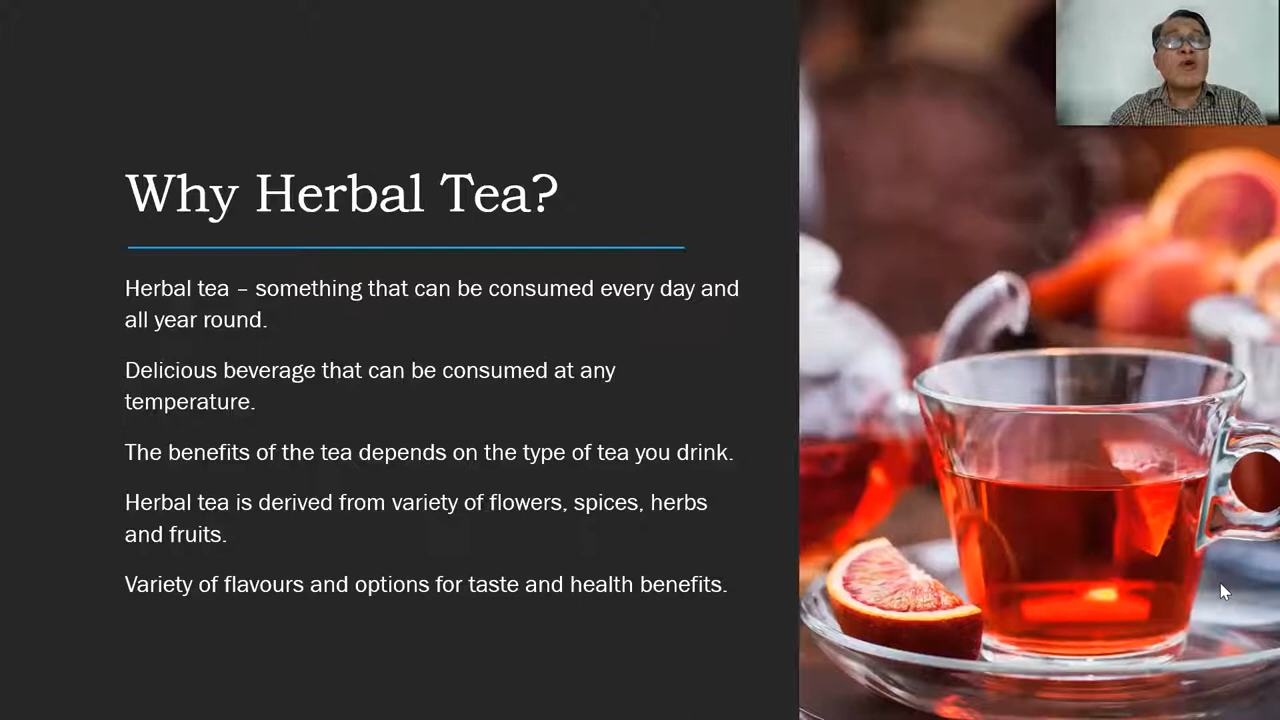 Why Herbal Tea?
Herbal tea – something that can be consumed every day and
all year round.
Delicious beverage that can be consumed at any
temperature.
The benefits of the tea depends on the type of tea you drink.
Herbal tea is derived from variety of flowers, spices, herbs
and fruits.
Variety of flavours and options for taste and health benefits.